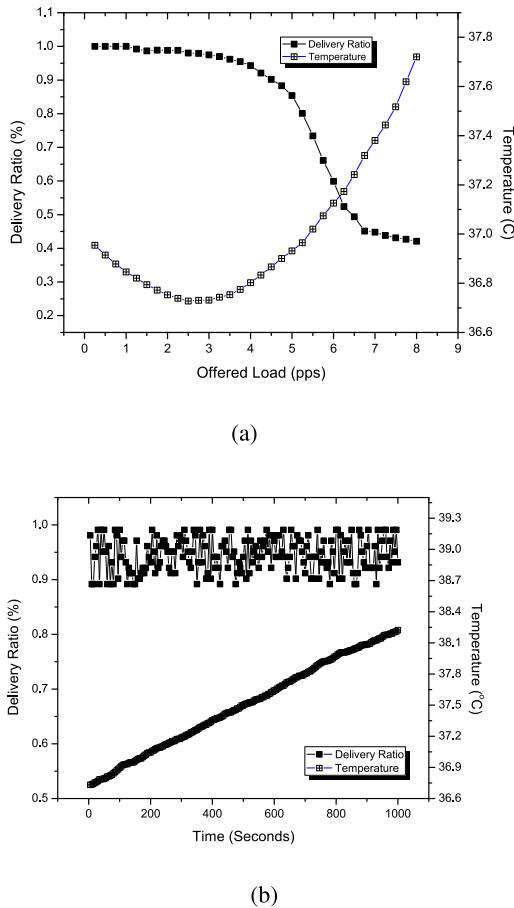 1.1
1.0
0.9
0.8
0.7
0.6
0.5
0.4
0.3
0.2
Delivery Ratio (%)
Delivery Ratio
Temperature
37.8
37.6
37.4
37.2
37.0
36.8
36.6
Temperature (C)
0 1 2 3 4 5 6 7 8 9
Offered Load (pps)
(a)
1.0
0.9
0.8
0.7
0.6
0.5
Delivery Ratio (%)
39.3
39.0
38.7
38.4
38.1
37.8
37.5
37.2
36.9
36.6
Temperature (°C)
Delivery Ratio
Temperature
0 200 400 600 800 1000
Time (Seconds)
(b)